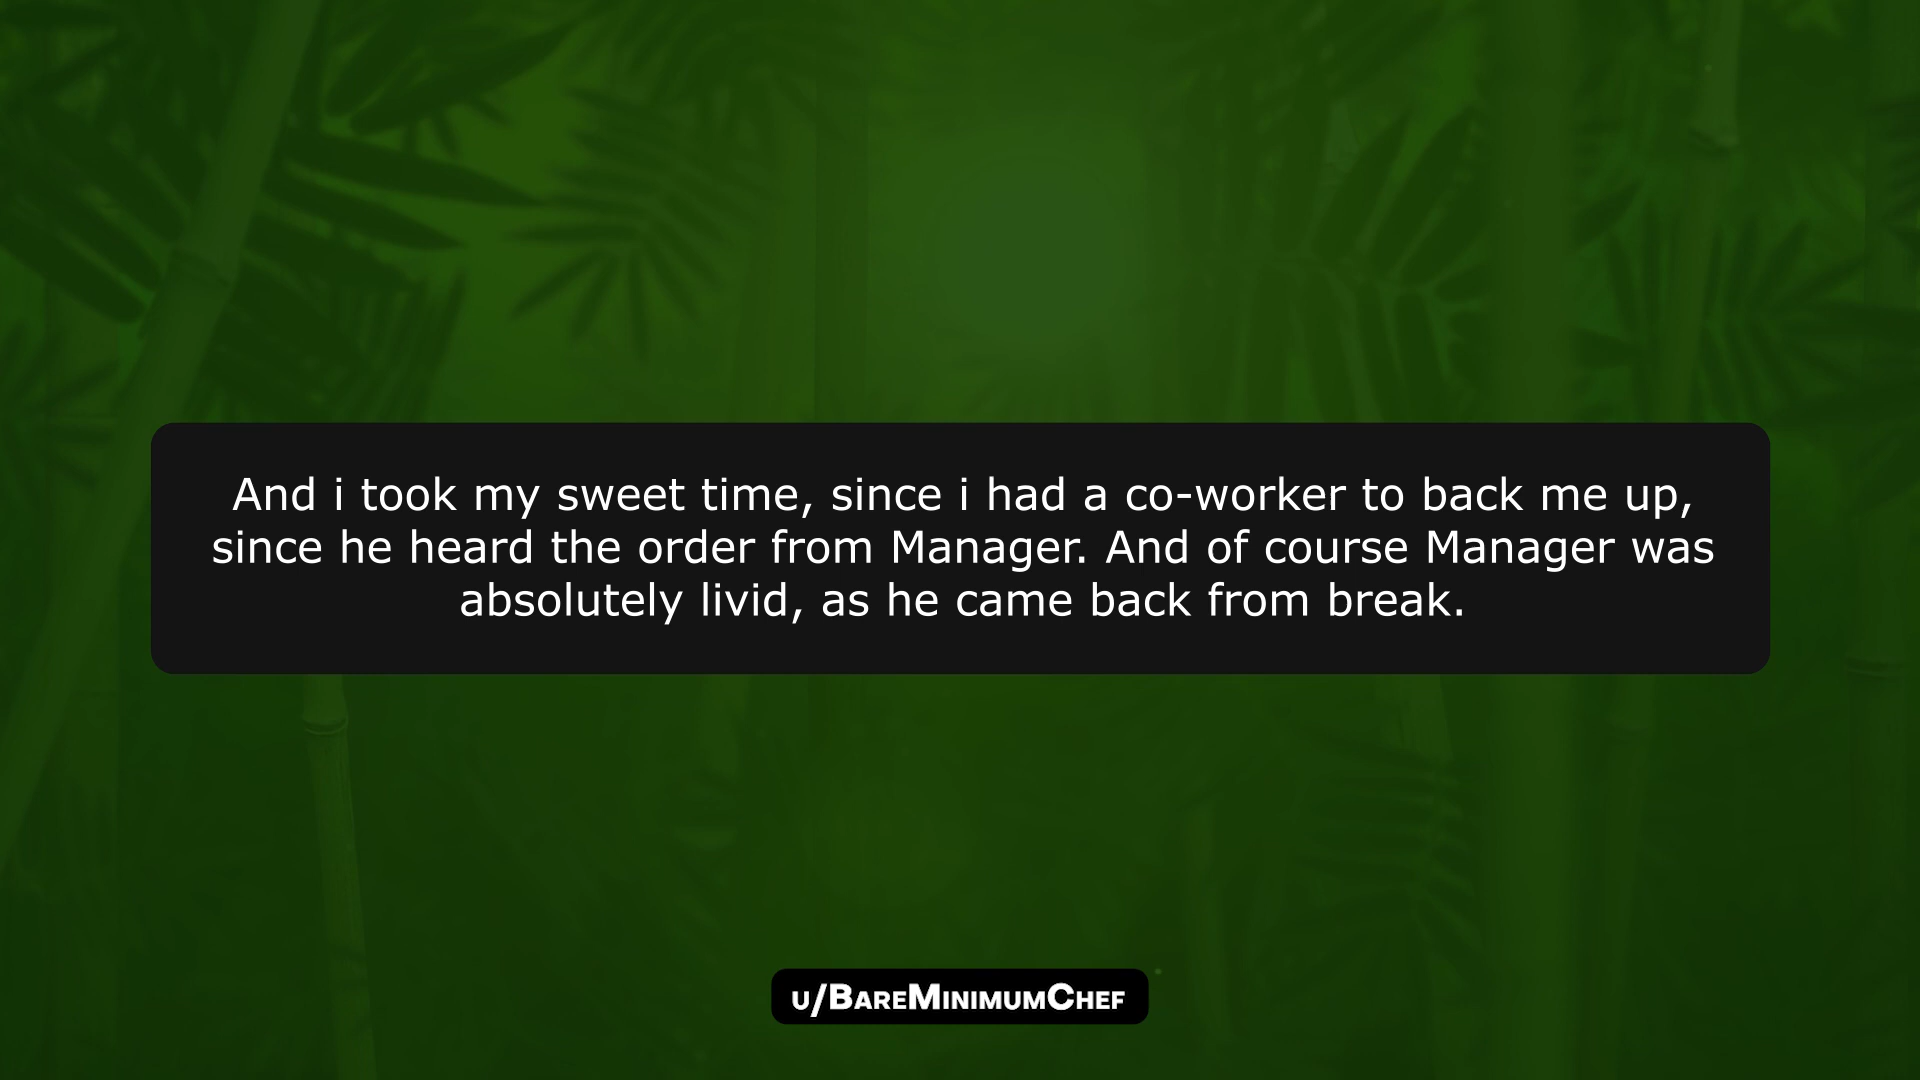 And i took my sweet time, since i had a co-worker to back me up,
since he heard the order from Manager. And of course Manager was
absolutely livid, as he came back from break.
u/BareMinimumChef